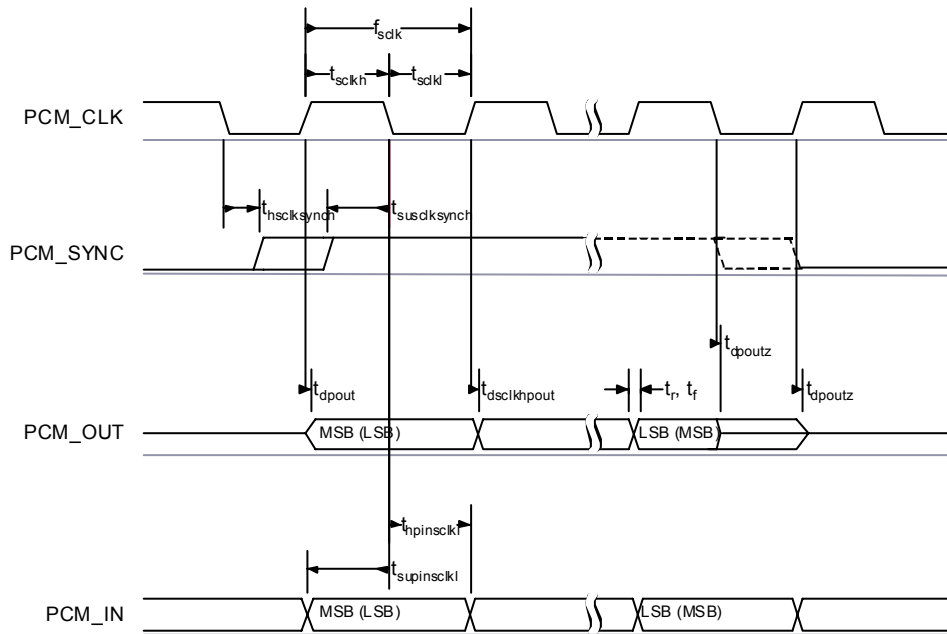 fsclk
tsclkh
tsclkl
PCM_CLK
thsclksynch
tsusclksynch
PCM_SYNC
tdpoutz
tdpout
tdsclkhpout
tr, tf
tdpoutz
PCM_OUT
MSB (LSB)
LSB (MSB)
thpinsclkl
tsupinsclkl
PCM_IN
MSB (LSB)
LSB (MSB)